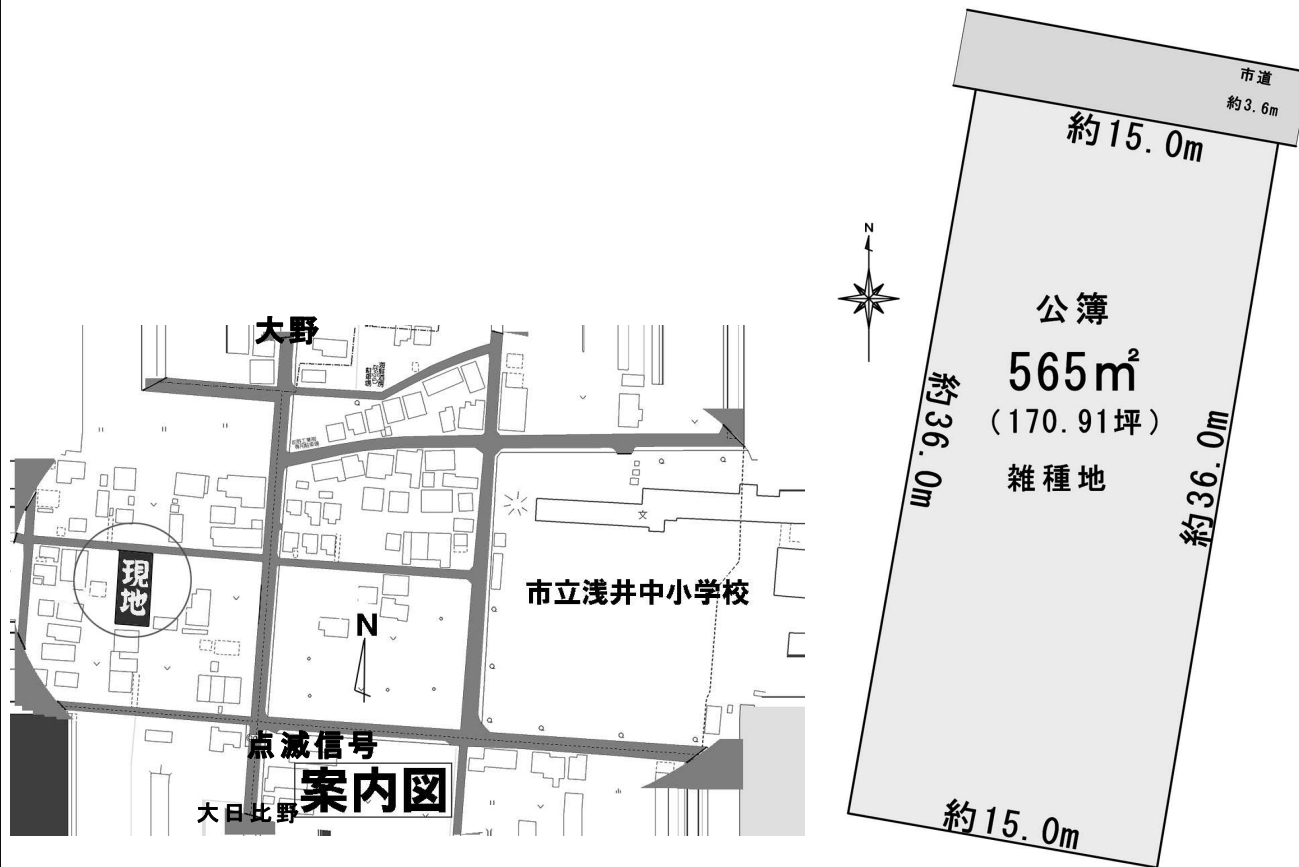 大野
現地
市立浅井中小学校
N
点滅信号
案内図
大日比野
市道
約3.6m
約15.0m
N
公簿
565㎡
(170.91坪)
雑種地
約36.0m
約36.0m
約15.0m
文